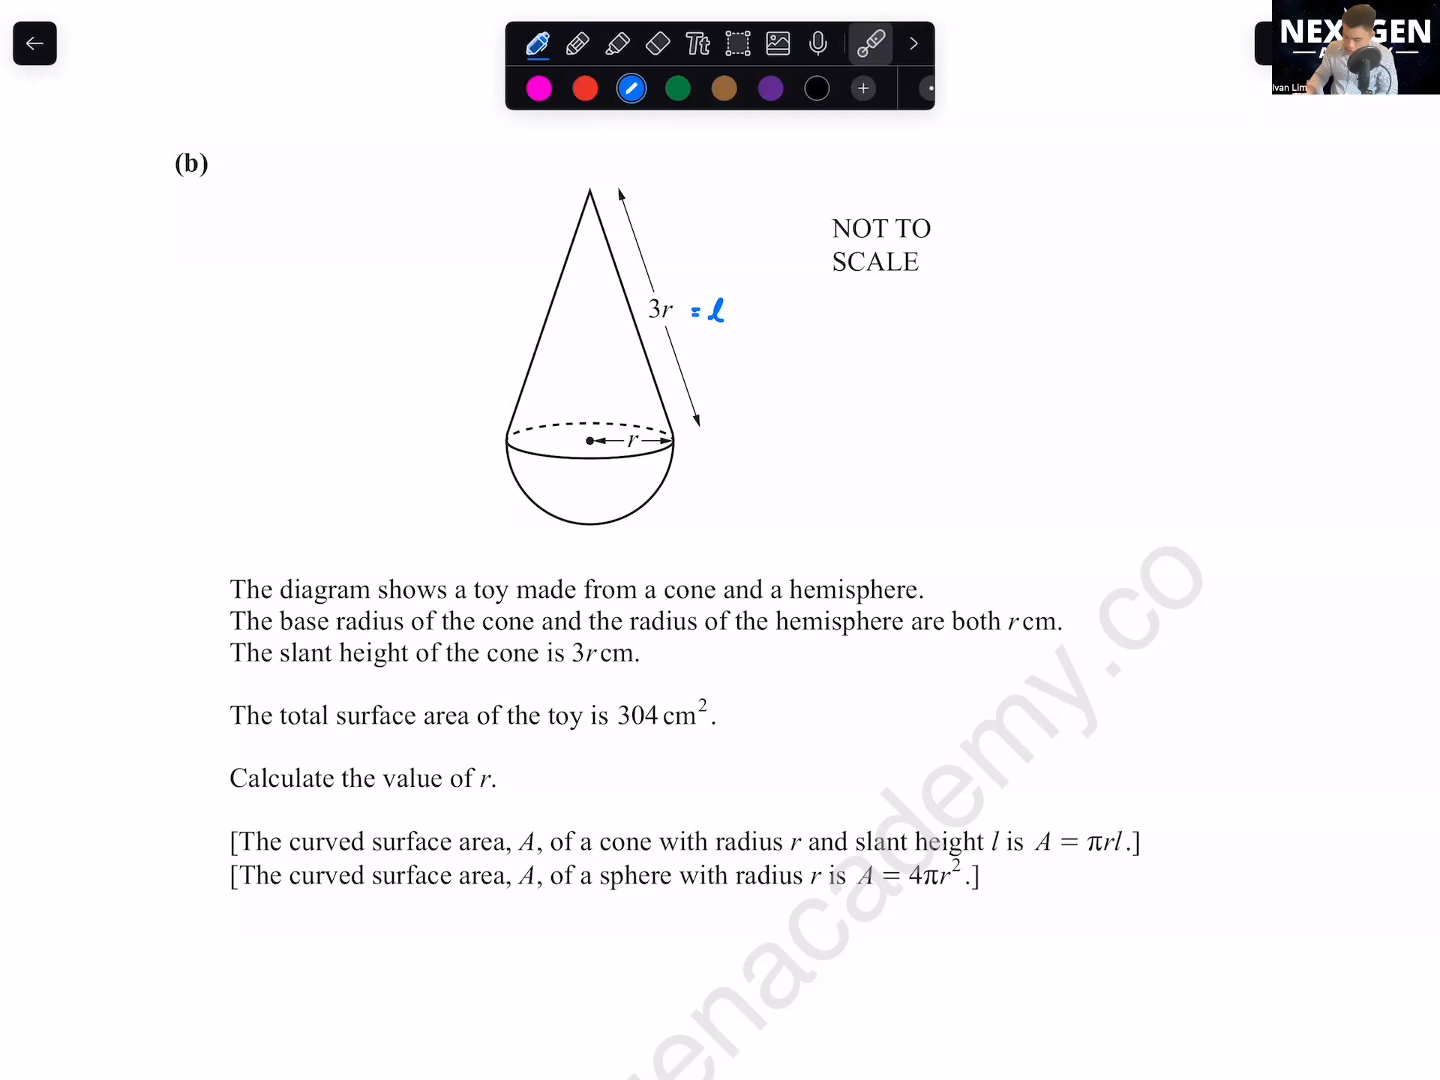 Tt
NEXTGEN
Ivan Lim
(b)
NOT TO
SCALE
3r = l
r
The diagram shows a toy made from a cone and a hemisphere.
The base radius of the cone and the radius of the hemisphere are both r cm.
The slant height of the cone is 3r cm.
The total surface area of the toy is 304 cm².
Calculate the value of r.
[The curved surface area, A, of a cone with radius r and slant height l is A = πrl.]
[The curved surface area, A, of a sphere with radius r is A = 4πr².]
enacademy.co